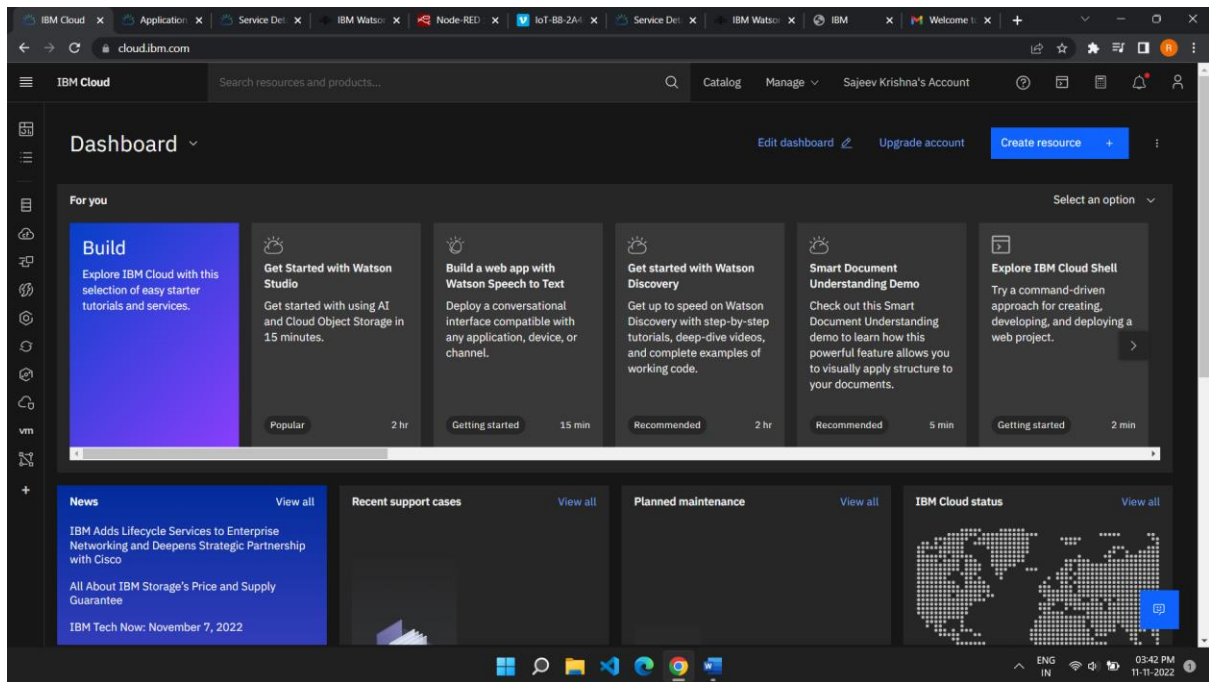 IBM Cloud
Application
Service Det
IBM Watson
Node-RED :
IoT-B8-2A4-
Service Det
IBM Watson
IBM
Welcome to
cloud.ibm.com
R
IBM Cloud
Search resources and products...
Catalog
Manage
Sajeev Krishna's Account
Dashboard
Edit dashboard
Upgrade account
Create resource +
For you
Select an option
Build
Explore IBM Cloud with this
selection of easy starter
tutorials and services.
Get Started with Watson
Studio
Get started with using AI
and Cloud Object Storage in
15 minutes.
Popular
2 hr
Build a web app with
Watson Speech to Text
Deploy a conversational
interface compatible with
any application, device, or
channel.
Getting started
15 min
Get started with Watson
Discovery
Get up to speed on Watson
Discovery with step-by-step
tutorials, deep-dive videos,
and complete examples of
working code.
Recommended
2 hr
Smart Document
Understanding Demo
Check out this Smart
Document Understanding
demo to learn how this
powerful feature allows you
to visually apply structure to
your documents.
Recommended
5 min
Explore IBM Cloud Shell
Try a command-driven
approach for creating,
developing, and deploying a
web project.
Getting started
2 min
vm
News
View all
IBM Adds Lifecycle Services to Enterprise
Networking and Deepens Strategic Partnership
with Cisco
All About IBM Storage's Price and Supply
Guarantee
IBM Tech Now: November 7, 2022
Recent support cases
View all
Planned maintenance
View all
IBM Cloud status
View all
ENG
IN
03:42 PM
11-11-2022
1